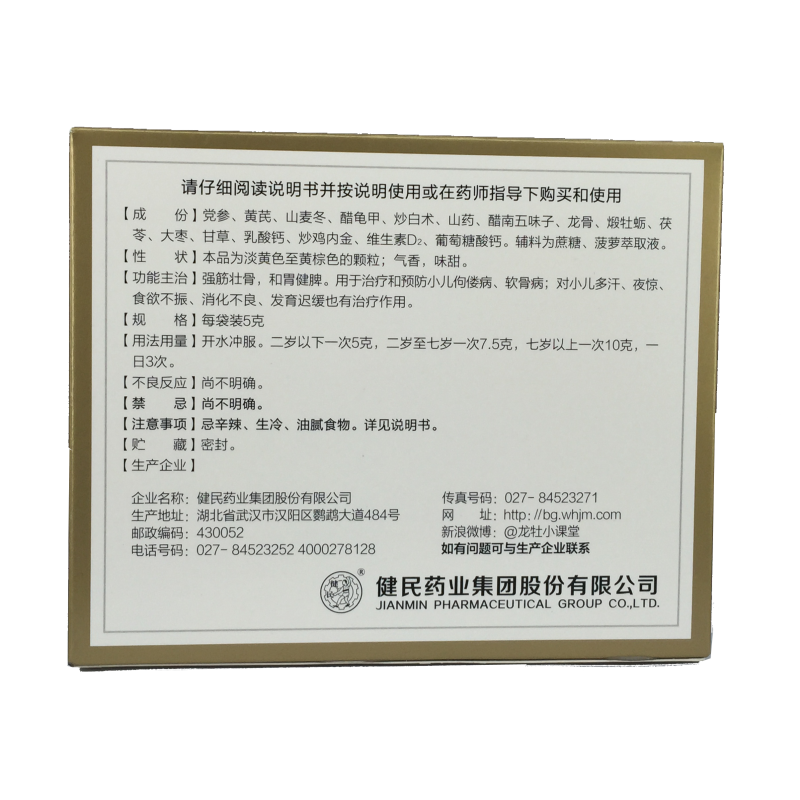 请仔细阅读说明书并按说明使用或在药师指导下购买和使用
【成 份】党参、黄芪、山麦冬、醋龟甲、炒白术、山药、醋南五味子、龙骨、煅牡蛎、茯
苓、大枣、甘草、乳酸钙、炒鸡内金、维生素D₂、葡萄糖酸钙。辅料为蔗糖、菠萝萃取液。
【性 状】本品为淡黄色至黄棕色的颗粒；气香，味甜。
【功能主治】强筋壮骨，和胃健脾。用于治疗和预防小儿佝偻病、软骨病；对小儿多汗、夜惊、
食欲不振、消化不良、发育迟缓也有治疗作用。
【规 格】每袋装5克
【用法用量】开水冲服。二岁以下一次5克，二岁至七岁一次7.5克，七岁以上一次10克，一
日3次。
【不良反应】尚不明确。
【禁 忌】尚不明确。
【注意事项】忌辛辣、生冷、油腻食物。详见说明书。
【贮 藏】密封。
【生产企业】
企业名称：健民药业集团股份有限公司
生产地址：湖北省武汉市汉阳区鹦鹉大道484号
邮政编码：430052
电话号码：027- 84523252 4000278128
传真号码：027- 84523271
网 址：http://bg.whjm.com
新浪微博：@龙牡小课堂
如有问题可与生产企业联系
健民
®
健民药业集团股份有限公司
JIANMIN PHARMACEUTICAL GROUP CO.,LTD.